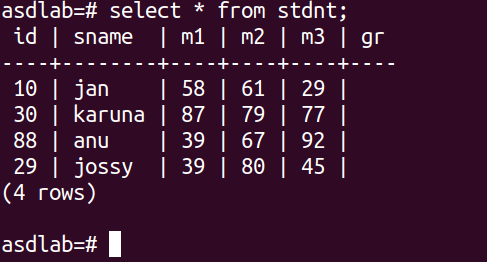 asdlab=# select * from stdnt;
 id | sname  | m1 | m2 | m3 | gr
----+--------+----+----+----+----
 10 | jan    | 58 | 61 | 29 |
 30 | karuna | 87 | 79 | 77 |
 88 | anu    | 39 | 67 | 92 |
 29 | jossy  | 39 | 80 | 45 |
(4 rows)

asdlab=#